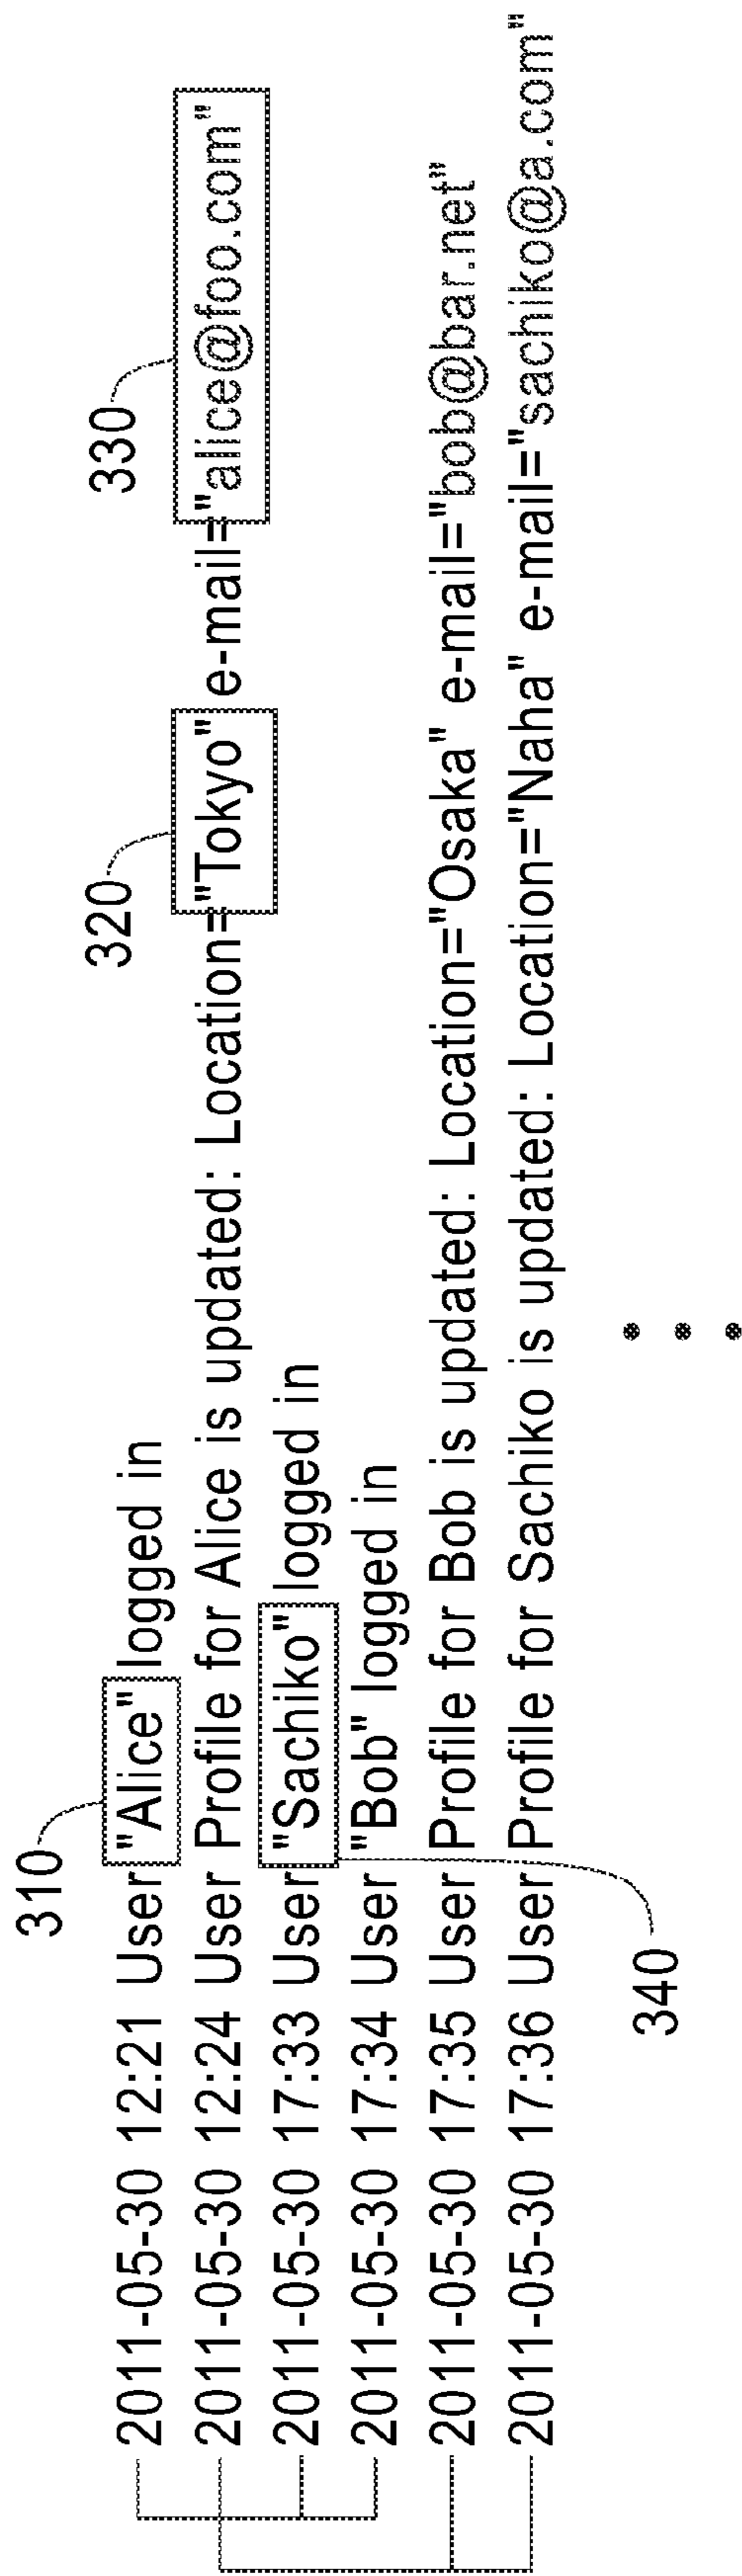 310
320
330
2011-05-30 12:21 User "Alice" logged in
2011-05-30 12:24 User Profile for Alice is updated: Location="Tokyo" e-mail="alice@foo.com"
2011-05-30 17:33 User "Sachiko" logged in
2011-05-30 17:34 User "Bob" logged in
2011-05-30 17:35 User Profile for Bob is updated: Location="Osaka" e-mail="bob@bar.net"
2011-05-30 17:36 User Profile for Sachiko is updated: Location="Naha" e-mail="sachiko@a.com"
340